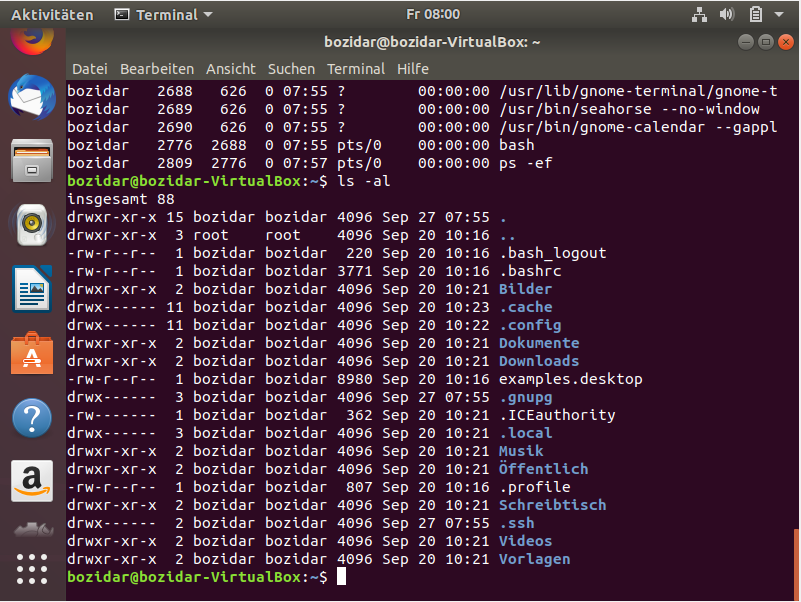 Aktivitäten Terminal Fr 08:00
bozidar@bozidar-VirtualBox: ~
Datei Bearbeiten Ansicht Suchen Terminal Hilfe
bozidar 2688 626 0 07:55 ? 00:00:00 /usr/lib/gnome-terminal/gnome-t
bozidar 2689 626 0 07:55 ? 00:00:00 /usr/bin/seahorse --no-window
bozidar 2690 626 0 07:55 ? 00:00:00 /usr/bin/gnome-calendar --gappl
bozidar 2776 2688 0 07:55 pts/0 00:00:00 bash
bozidar 2809 2776 0 07:57 pts/0 00:00:00 ps -ef
bozidar@bozidar-VirtualBox:~$ ls -al
insgesamt 88
drwxr-xr-x 15 bozidar bozidar 4096 Sep 27 07:55 .
drwxr-xr-x 3 root root 4096 Sep 20 10:16 ..
-rw-r--r-- 1 bozidar bozidar 220 Sep 20 10:16 .bash_logout
-rw-r--r-- 1 bozidar bozidar 3771 Sep 20 10:16 .bashrc
drwxr-xr-x 2 bozidar bozidar 4096 Sep 20 10:21 Bilder
drwx------ 11 bozidar bozidar 4096 Sep 20 10:23 .cache
drwx------ 11 bozidar bozidar 4096 Sep 20 10:22 .config
drwxr-xr-x 2 bozidar bozidar 4096 Sep 20 10:21 Dokumente
drwxr-xr-x 2 bozidar bozidar 4096 Sep 20 10:21 Downloads
-rw-r--r-- 1 bozidar bozidar 8980 Sep 20 10:16 examples.desktop
drwx------ 3 bozidar bozidar 4096 Sep 27 07:55 .gnupg
-rw------- 1 bozidar bozidar 362 Sep 20 10:21 .ICEauthority
drwx------ 3 bozidar bozidar 4096 Sep 20 10:21 .local
drwxr-xr-x 2 bozidar bozidar 4096 Sep 20 10:21 Musik
drwxr-xr-x 2 bozidar bozidar 4096 Sep 20 10:21 Öffentlich
-rw-r--r-- 1 bozidar bozidar 807 Sep 20 10:16 .profile
drwxr-xr-x 2 bozidar bozidar 4096 Sep 20 10:21 Schreibtisch
drwx------ 2 bozidar bozidar 4096 Sep 27 07:55 .ssh
drwxr-xr-x 2 bozidar bozidar 4096 Sep 20 10:21 Videos
drwxr-xr-x 2 bozidar bozidar 4096 Sep 20 10:21 Vorlagen
bozidar@bozidar-VirtualBox:~$